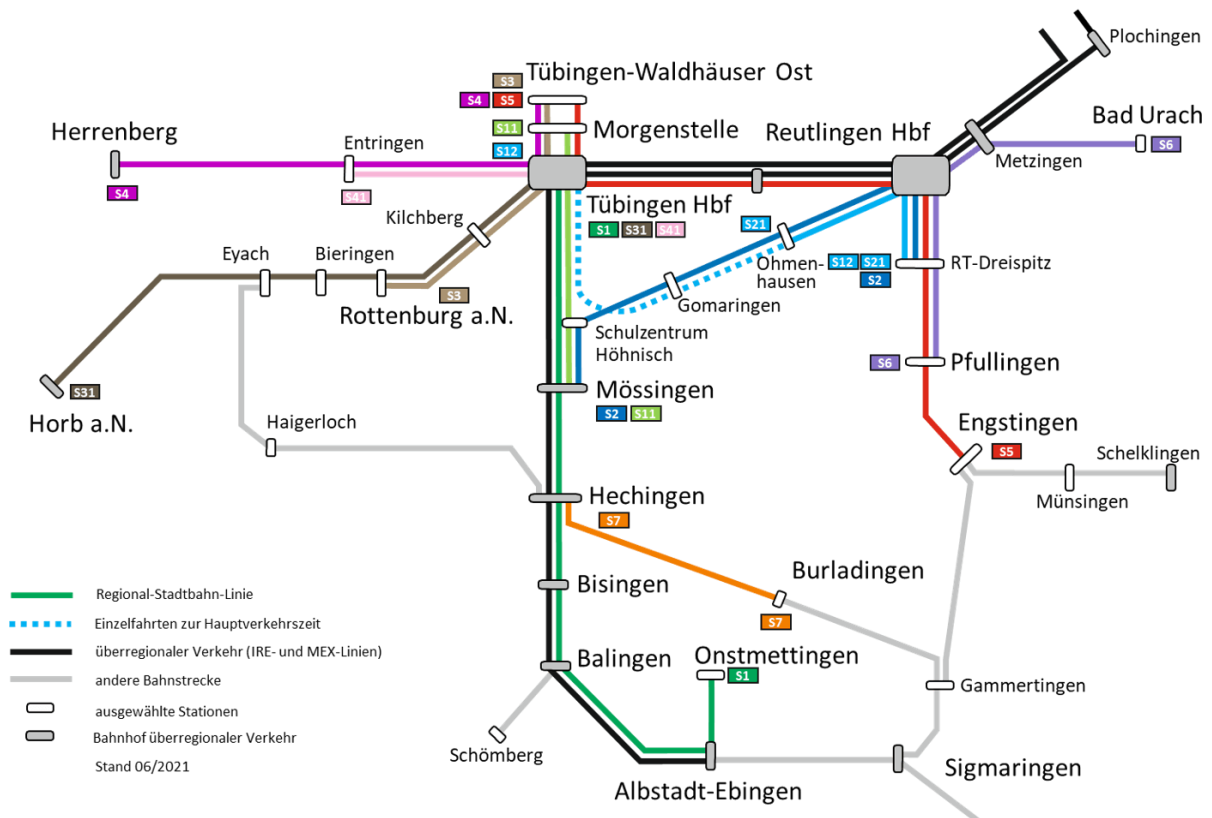 Plochingen
S3
Tübingen-Waldhäuser Ost
S4
S5
Bad Urach
S6
Herrenberg
Entringen
S11
Morgenstelle
Reutlingen Hbf
S12
Metzingen
S4
S41
Kilchberg
Tübingen Hbf
S1
S31
S41
S21
Eyach
Bieringen
Ohmen-
hausen
S12
S21
RT-Dreispitz
S2
Rottenburg a.N.
S3
Gomaringen
Schulzentrum
Höhnisch
S6
Pfullingen
S31
Horb a.N.
Mössingen
S2
S11
Haigerloch
Engstingen
S5
Schelklingen
Münsingen
Hechingen
S7
Burladingen
S7
Bisingen
Regional-Stadtbahn-Linie
Einzelfahrten zur Hauptverkehrszeit
überregionaler Verkehr (IRE- und MEX-Linien)
andere Bahnstrecke
ausgewählte Stationen
Bahnhof überregionaler Verkehr
Stand 06/2021
Balingen
Onstmettingen
S1
Gammertingen
Schömberg
Albstadt-Ebingen
Sigmaringen